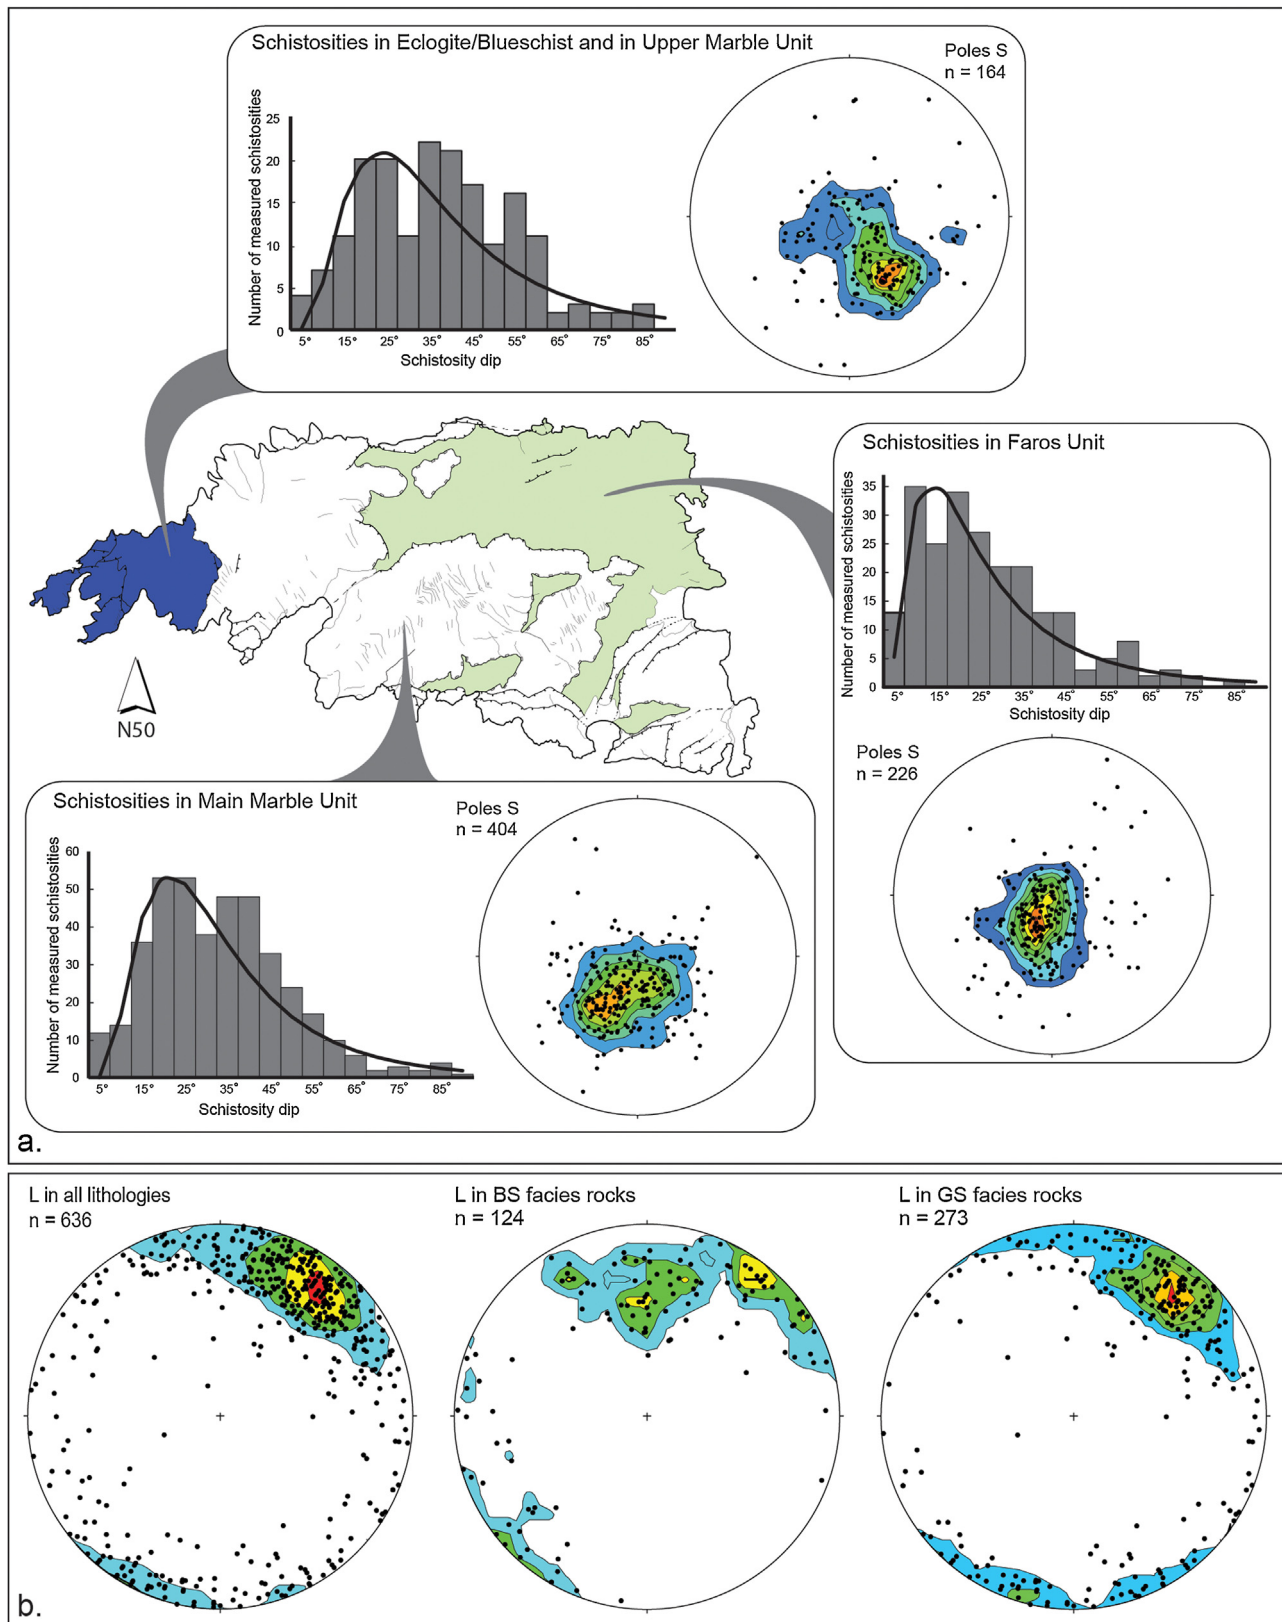 Schistosities in Eclogite/Blueschist and in Upper Marble Unit
Poles S
n = 164
Number of measured schistosities
25
20
15
10
5
0
5° 15° 25° 35° 45° 55° 65° 75° 85°
Schistosity dip
Schistosities in Faros Unit
Number of measured schistosities
35
30
25
20
15
10
5
0
5° 15° 25° 35° 45° 55° 65° 75° 85°
Schistosity dip
Poles S
n = 226
N50
Schistosities in Main Marble Unit
Poles S
n = 404
Number of measured schistosities
60
50
40
30
20
10
0
5° 15° 25° 35° 45° 55° 65° 75° 85°
Schistosity dip
a.
L in all lithologies
n = 636
L in BS facies rocks
n = 124
L in GS facies rocks
n = 273
b.